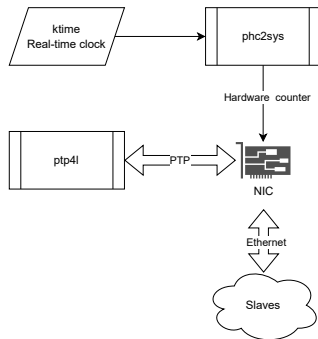 ktime
Real-time clock
phc2sys
Hardware counter
ptp4l
PTP
NIC
Ethernet
Slaves